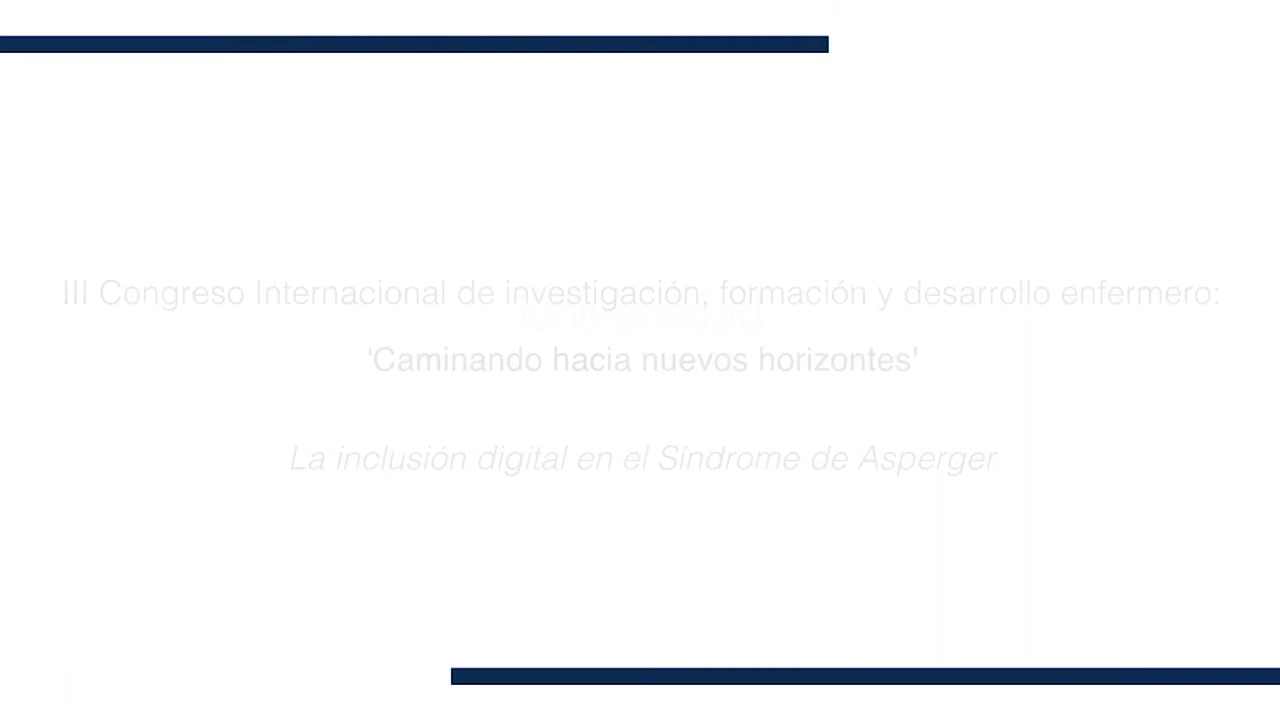 III Congreso Internacional de investigación, formación y desarrollo enfermero:
'Caminando hacia nuevos horizontes'
La inclusión digital en el Síndrome de Asperger